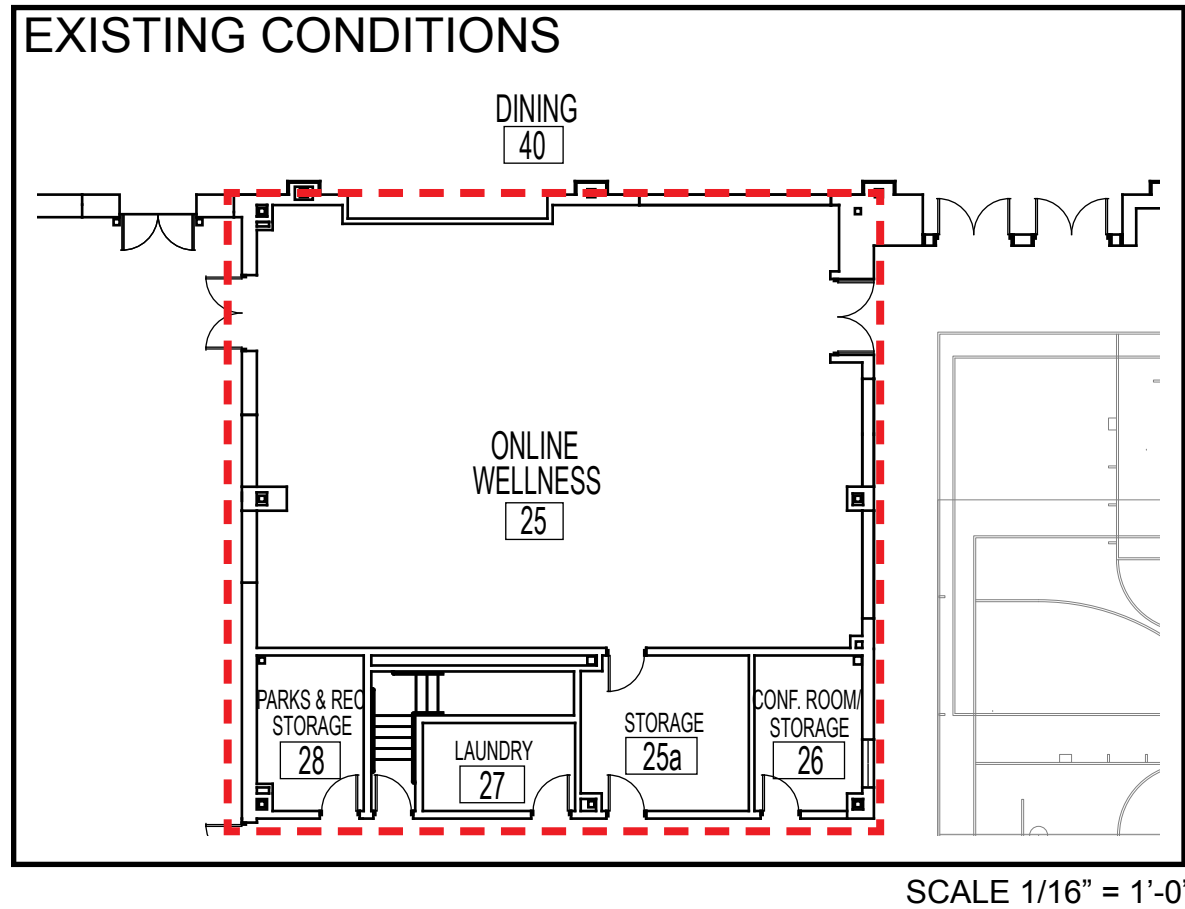 EXISTING CONDITIONS
DINING
40
ONLINE
WELLNESS
25
PARKS & REC
STORAGE
28
LAUNDRY
27
STORAGE
25a
CONF. ROOM/
STORAGE
26
SCALE 1/16” = 1’-0’